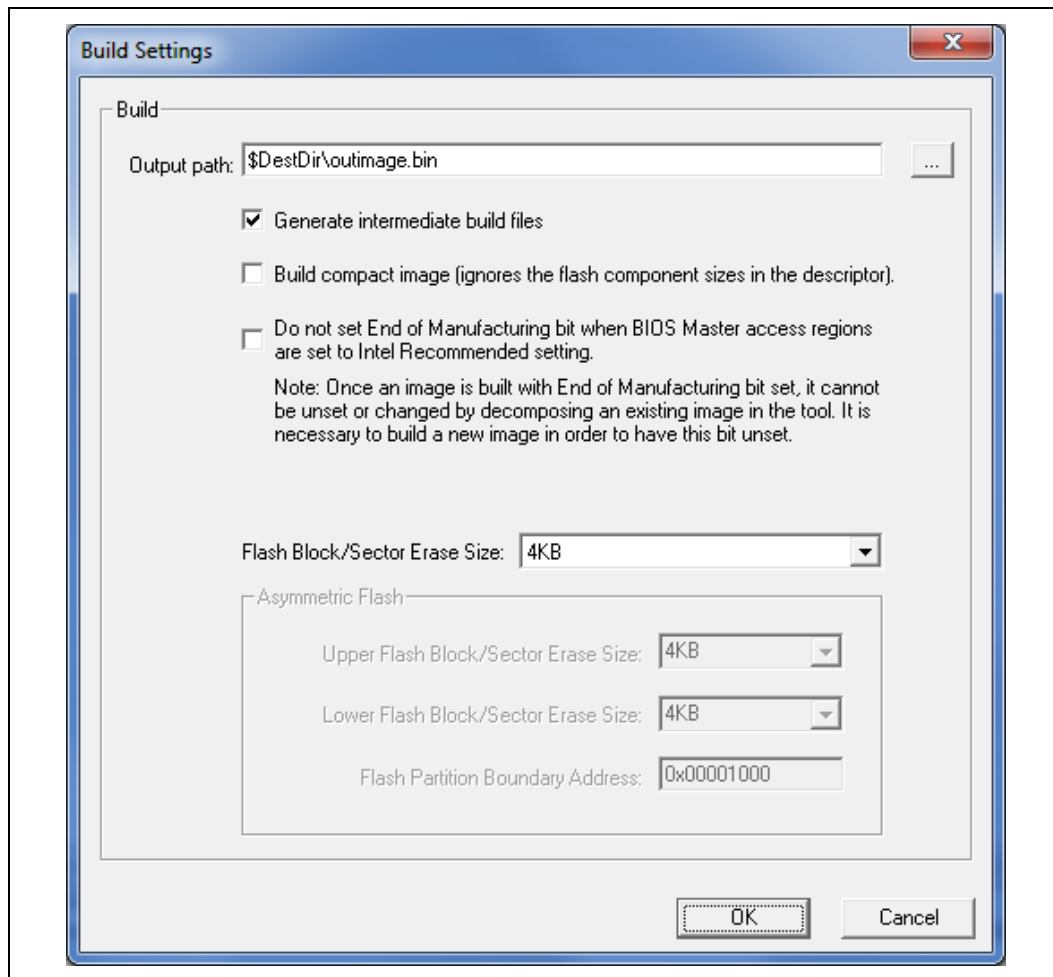 Build Settings
Build
Output path: $DestDir\outimage.bin ...
Generate intermediate build files
Build compact image (ignores the flash component sizes in the descriptor).
Do not set End of Manufacturing bit when BIOS Master access regions
are set to Intel Recommended setting.
Note: Once an image is built with End of Manufacturing bit set, it cannot
be unset or changed by decomposing an existing image in the tool. It is
necessary to build a new image in order to have this bit unset.
Flash Block/Sector Erase Size: 4KB
Asymmetric Flash
Upper Flash Block/Sector Erase Size: 4KB
Lower Flash Block/Sector Erase Size: 4KB
Flash Partition Boundary Address: 0x00001000
OK Cancel